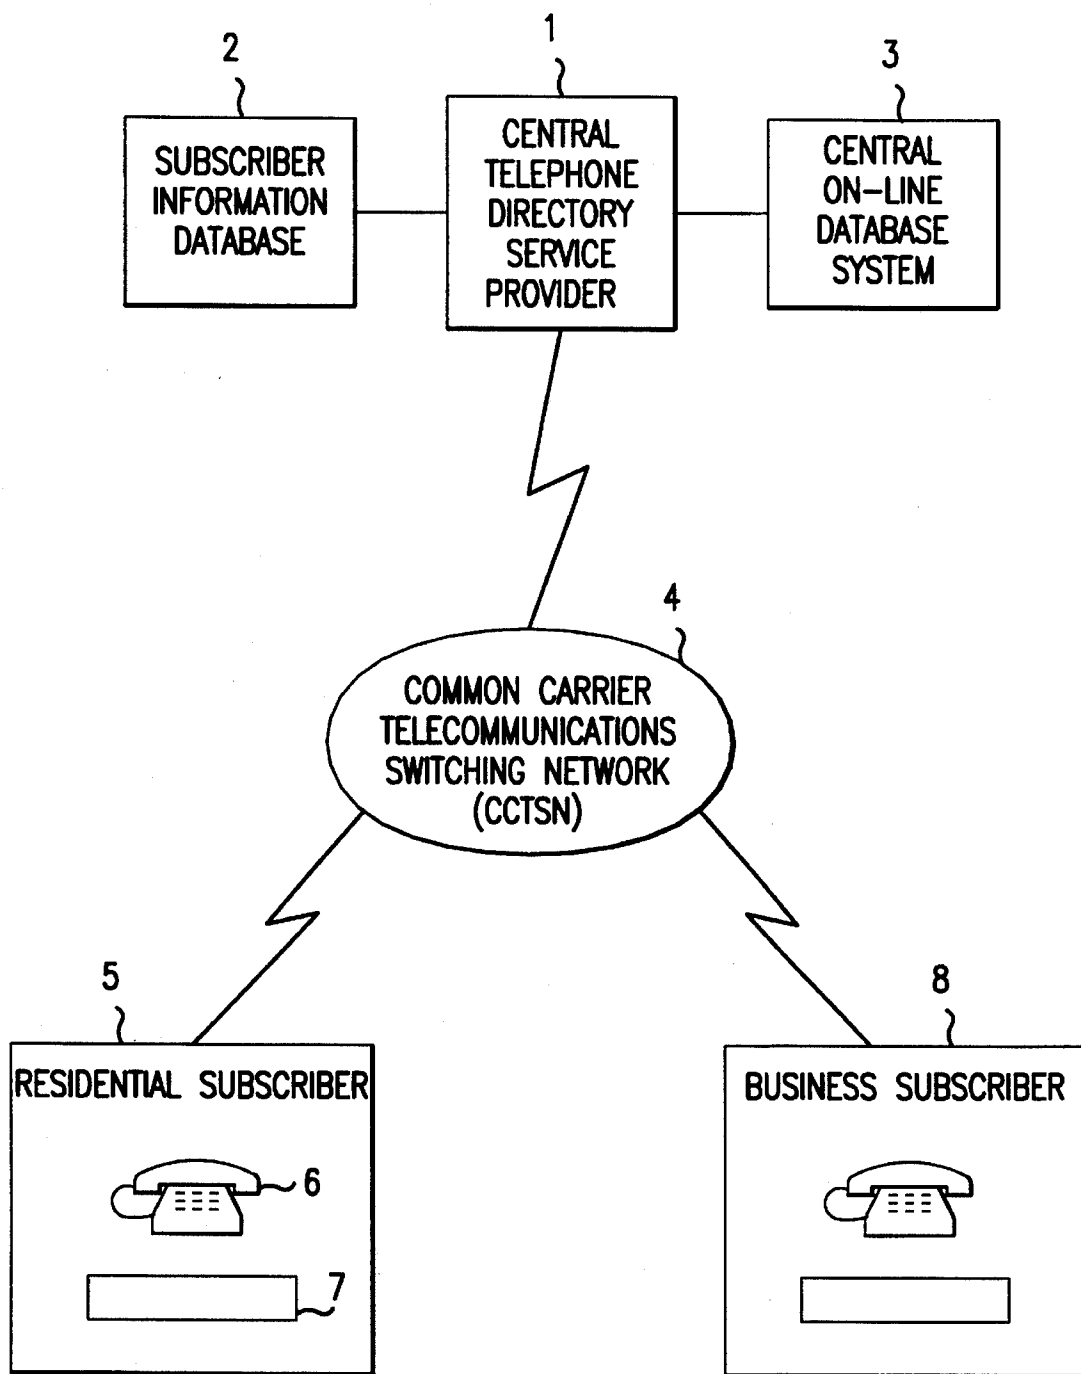 1
2
3
SUBSCRIBER
INFORMATION
DATABASE
CENTRAL
TELEPHONE
DIRECTORY
SERVICE
PROVIDER
CENTRAL
ON-LINE
DATABASE
SYSTEM
4
COMMON CARRIER
TELECOMMUNICATIONS
SWITCHING NETWORK
(CCTSN)
5
RESIDENTIAL SUBSCRIBER
6
7
8
BUSINESS SUBSCRIBER